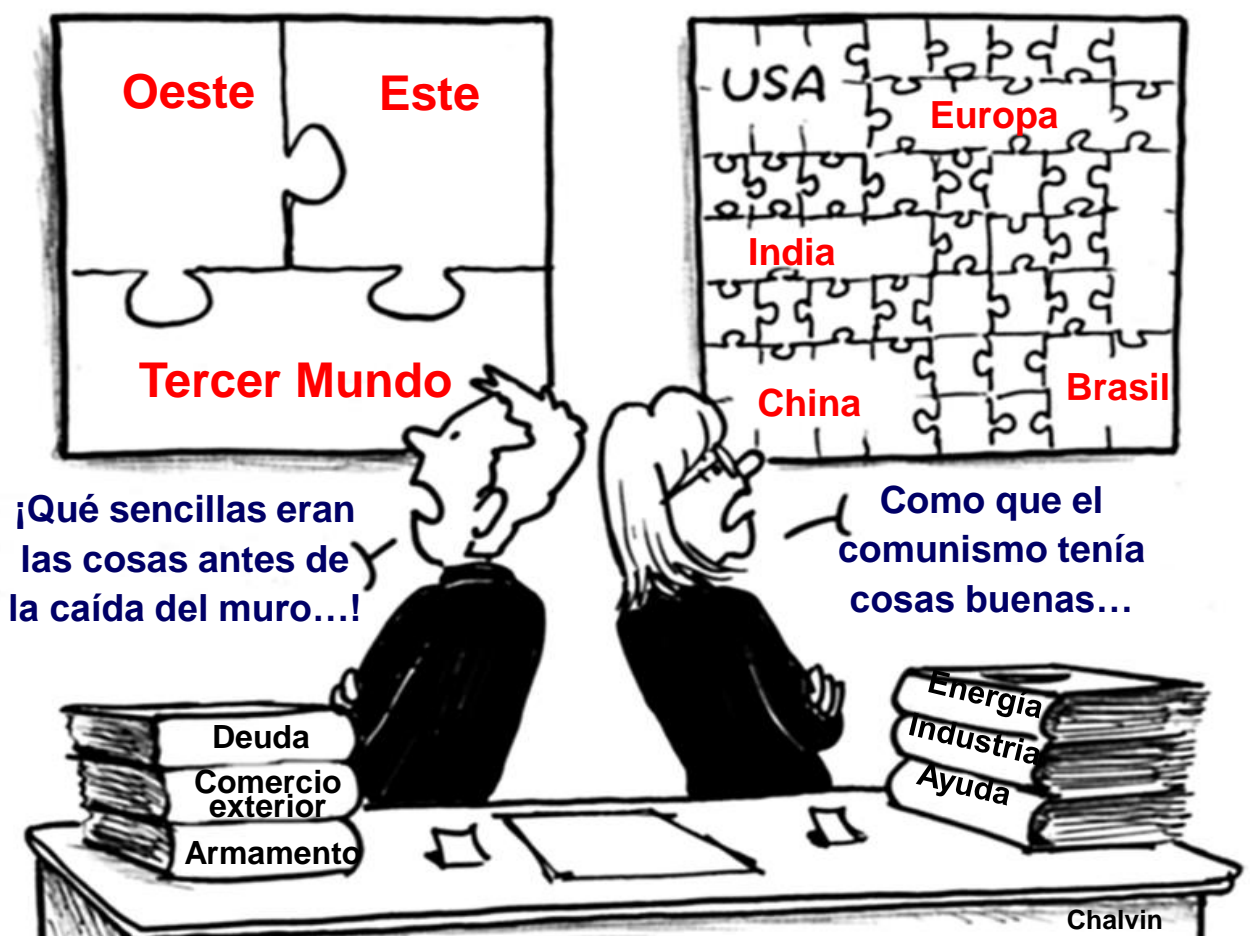 Oeste
Este
Tercer Mundo
USA
Europa
India
China
Brasil
¡Qué sencillas eran
las cosas antes de
la caída del muro…!
Como que el
comunismo tenía
cosas buenas…
Deuda
Comercio
exterior
Armamento
Energía
Industria
Ayuda
Chalvin